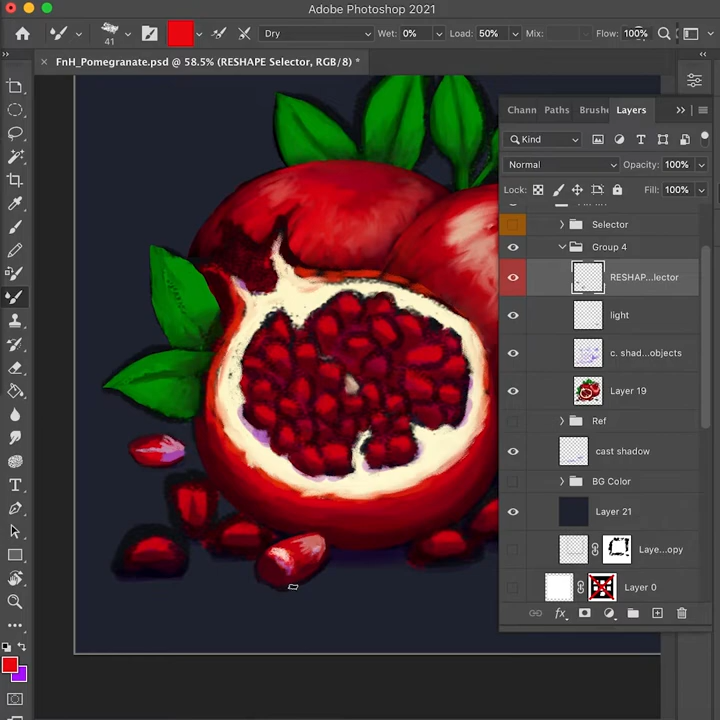 Adobe Photoshop 2021
41
Dry
Wet: 0%
Load: 50%
Mix:
Flow: 100%
× FnH_Pomegranate.psd @ 58.5% (RESHAPE Selector, RGB/8) *
Chann Paths Brushe Layers
Kind
Normal
Opacity: 100%
Lock:
Fill: 100%
Selector
Group 4
RESHAP...lector
light
c. shad...objects
Layer 19
Ref
cast shadow
BG Color
Layer 21
Laye...opy
Layer 0
fx